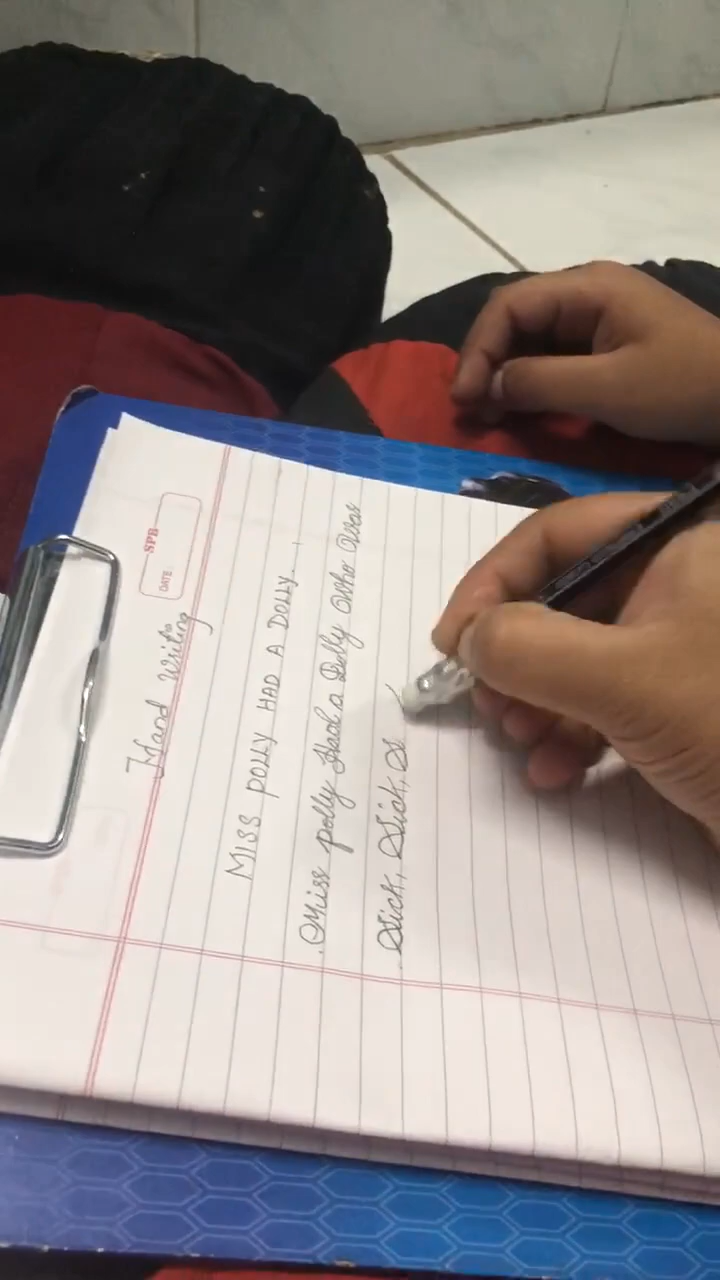 SPB
DATE
Hand Writing
MISS POLLY HAD A DOLLY...
Miss polly Had a Dolly Who Was
Sick, Sick, S